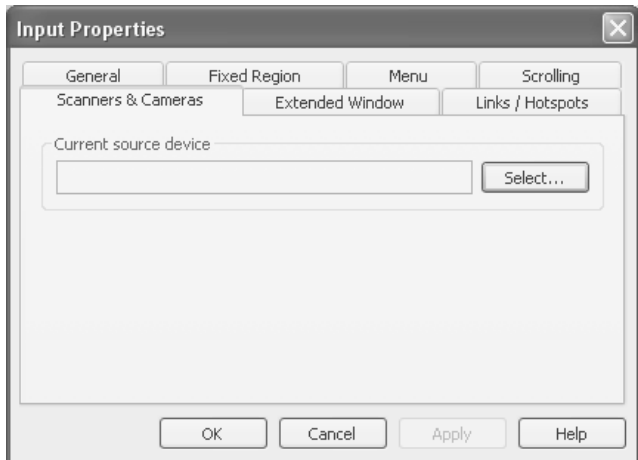 Input Properties
General Fixed Region Menu Scrolling
Scanners & Cameras Extended Window Links / Hotspots
Current source device
Select...
OK Cancel Apply Help